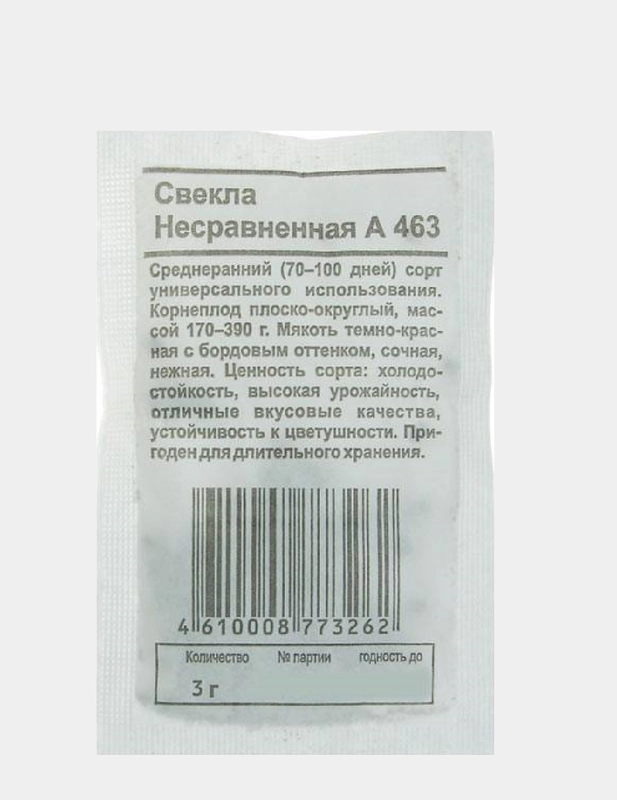 Свекла
Несравненная А 463
Среднеранний (70–100 дней) сорт
универсального использования.
Корнеплод плоско-округлый, мас-
сой 170–390 г. Мякоть темно-крас-
ная с бордовым оттенком, сочная,
нежная. Ценность сорта: холодо-
стойкость, высокая урожайность,
отличные вкусовые качества,
устойчивость к цветушности. При-
годен для длительного хранения.
4 610008 773262
Количество № партии годность до
3 г